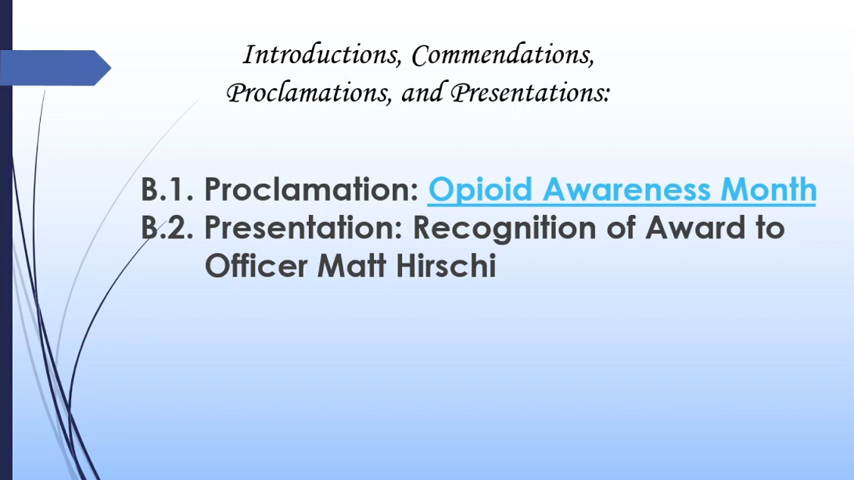 Introductions, Commendations,
Proclamations, and Presentations:
B.1. Proclamation: Opioid Awareness Month
B.2. Presentation: Recognition of Award to
Officer Matt Hirschi